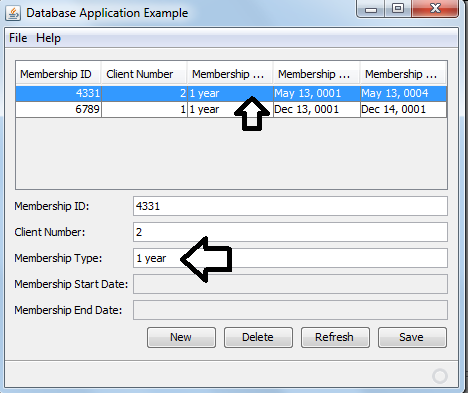 Database Application Example
File Help
Membership ID Client Number Membership ... Membership ... Membership ...
4331 2 1 year May 13, 0001 May 13, 0004
6789 1 1 year Dec 13, 0001 Dec 14, 0001
Membership ID: 4331
Client Number: 2
Membership Type: 1 year
Membership Start Date:
Membership End Date:
New Delete Refresh Save